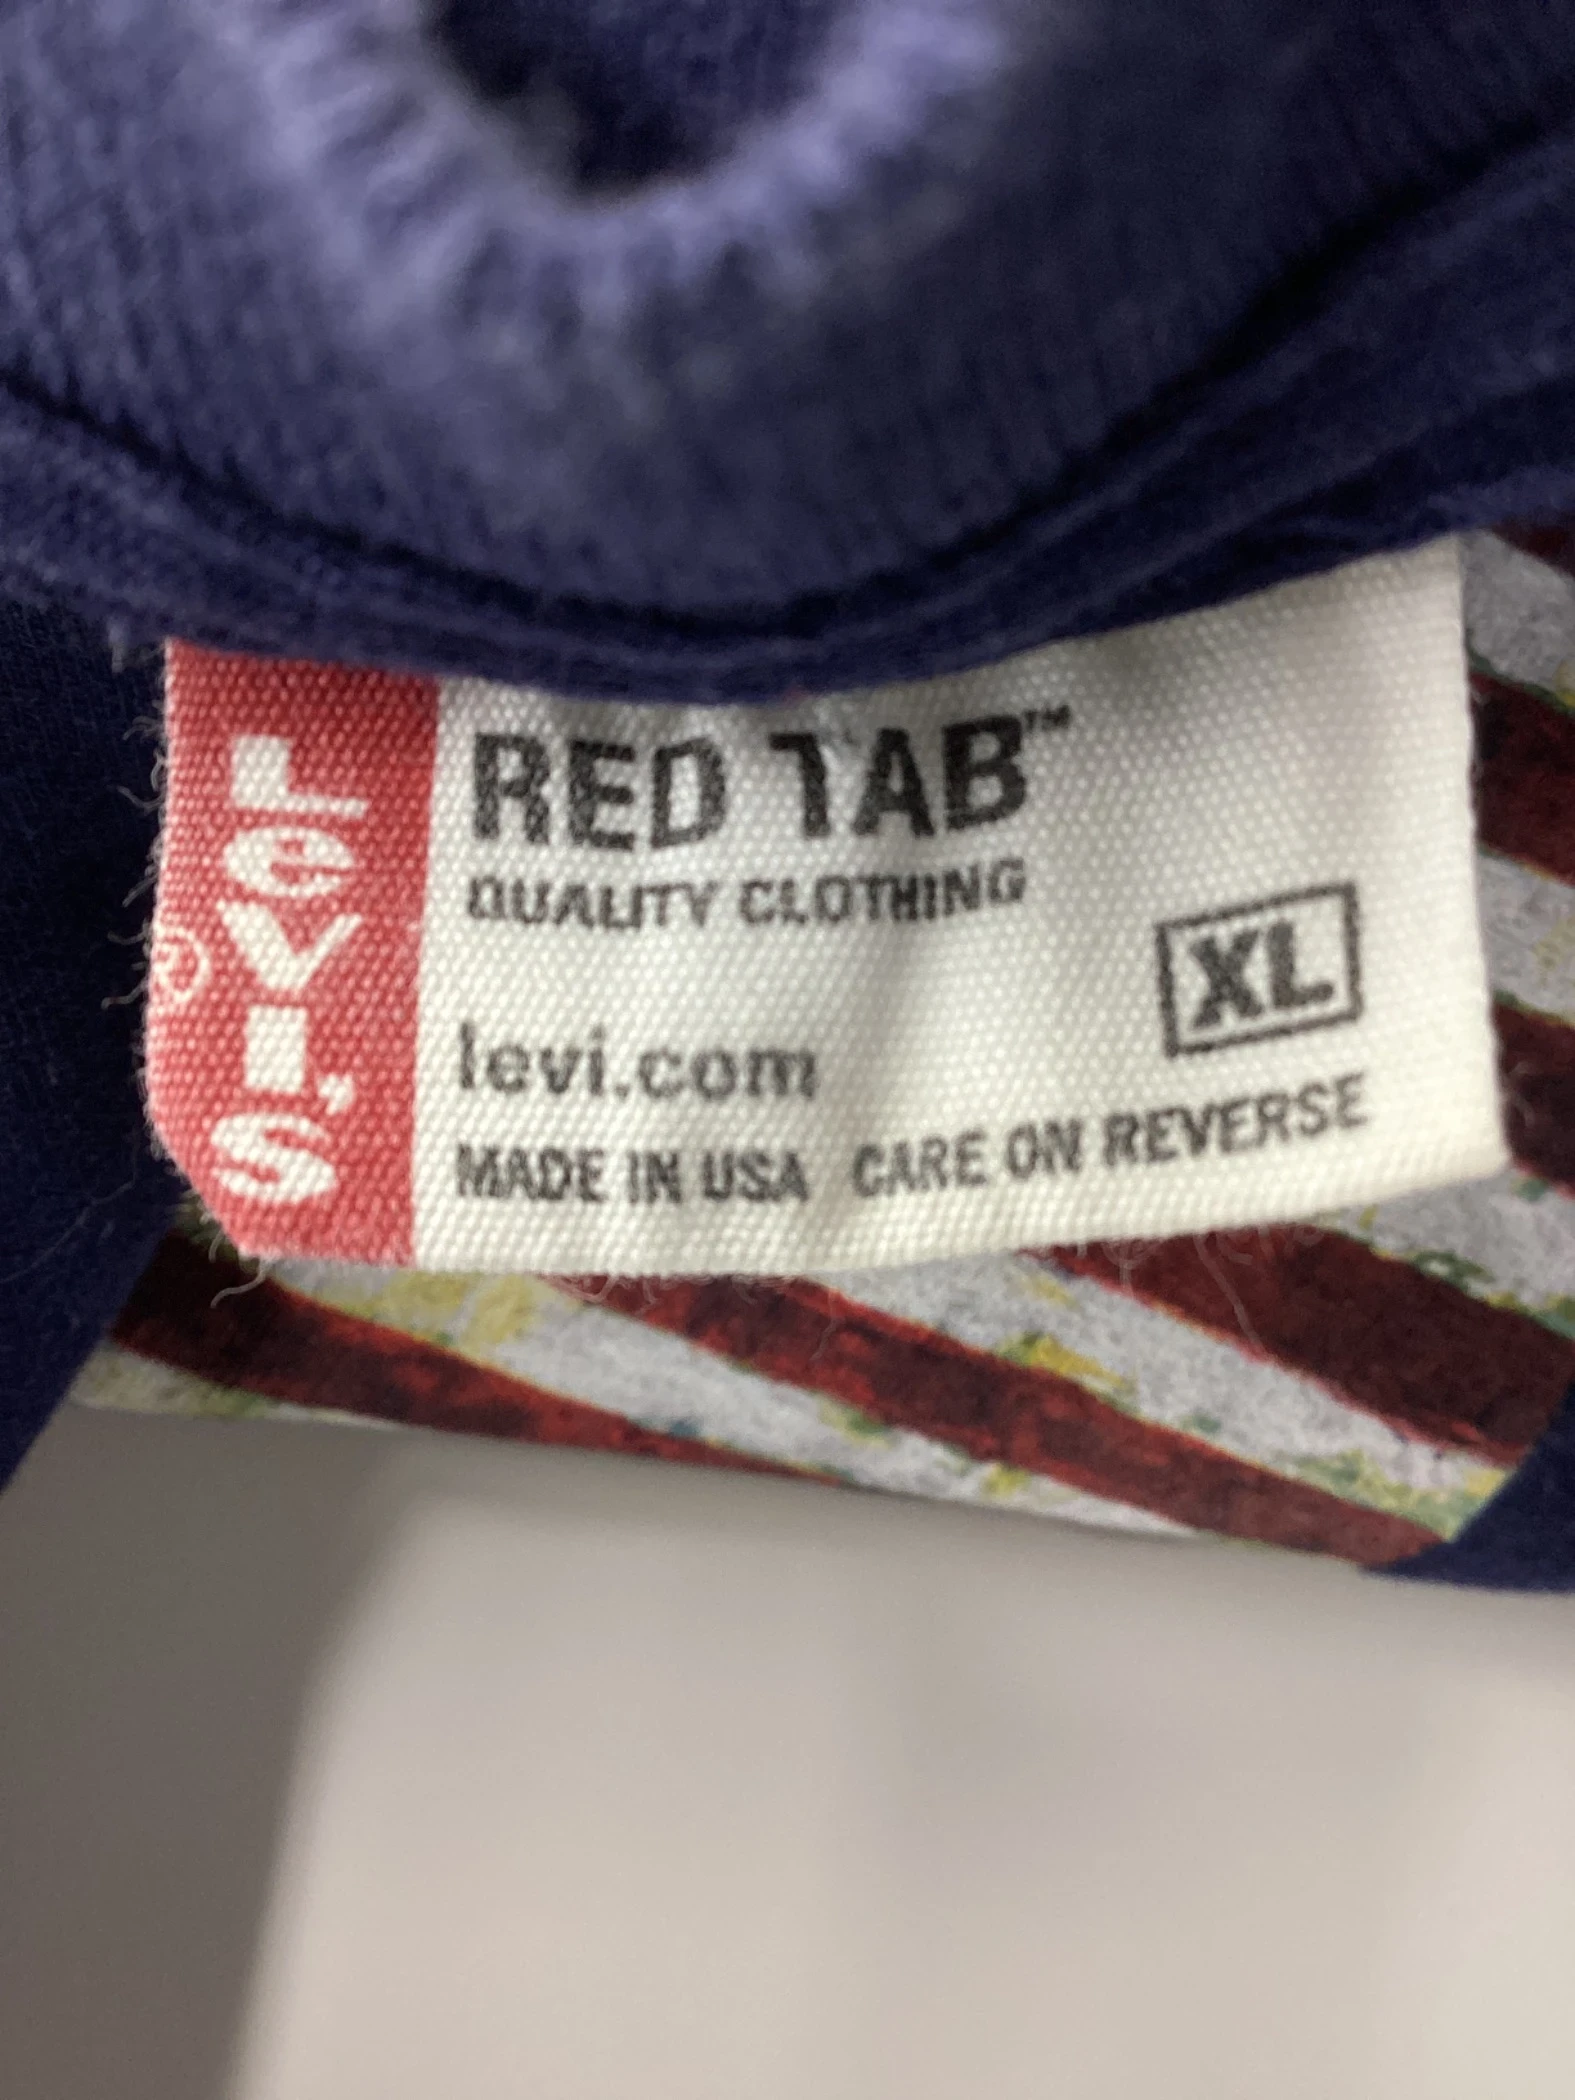 Levi's
®
RED TAB™
QUALITY CLOTHING
XL
levi.com
MADE IN USA CARE ON REVERSE